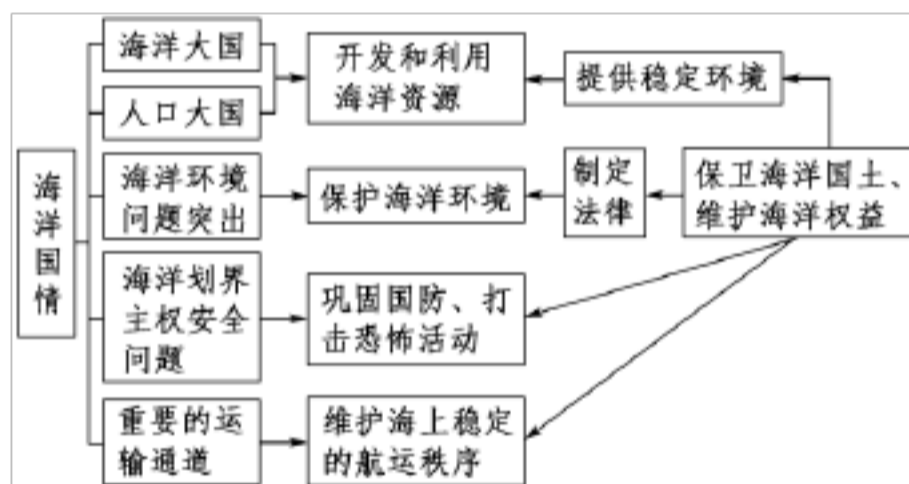 海洋国情
海洋大国
人口大国
海洋环境
问题突出
海洋划界
主权安全
问题
重要的运
输通道
开发和利用
海洋资源
保护海洋环境
巩固国防、打
击恐怖活动
维护海上稳定
的航运秩序
提供稳定环境
制定
法律
保卫海洋国土、
维护海洋权益